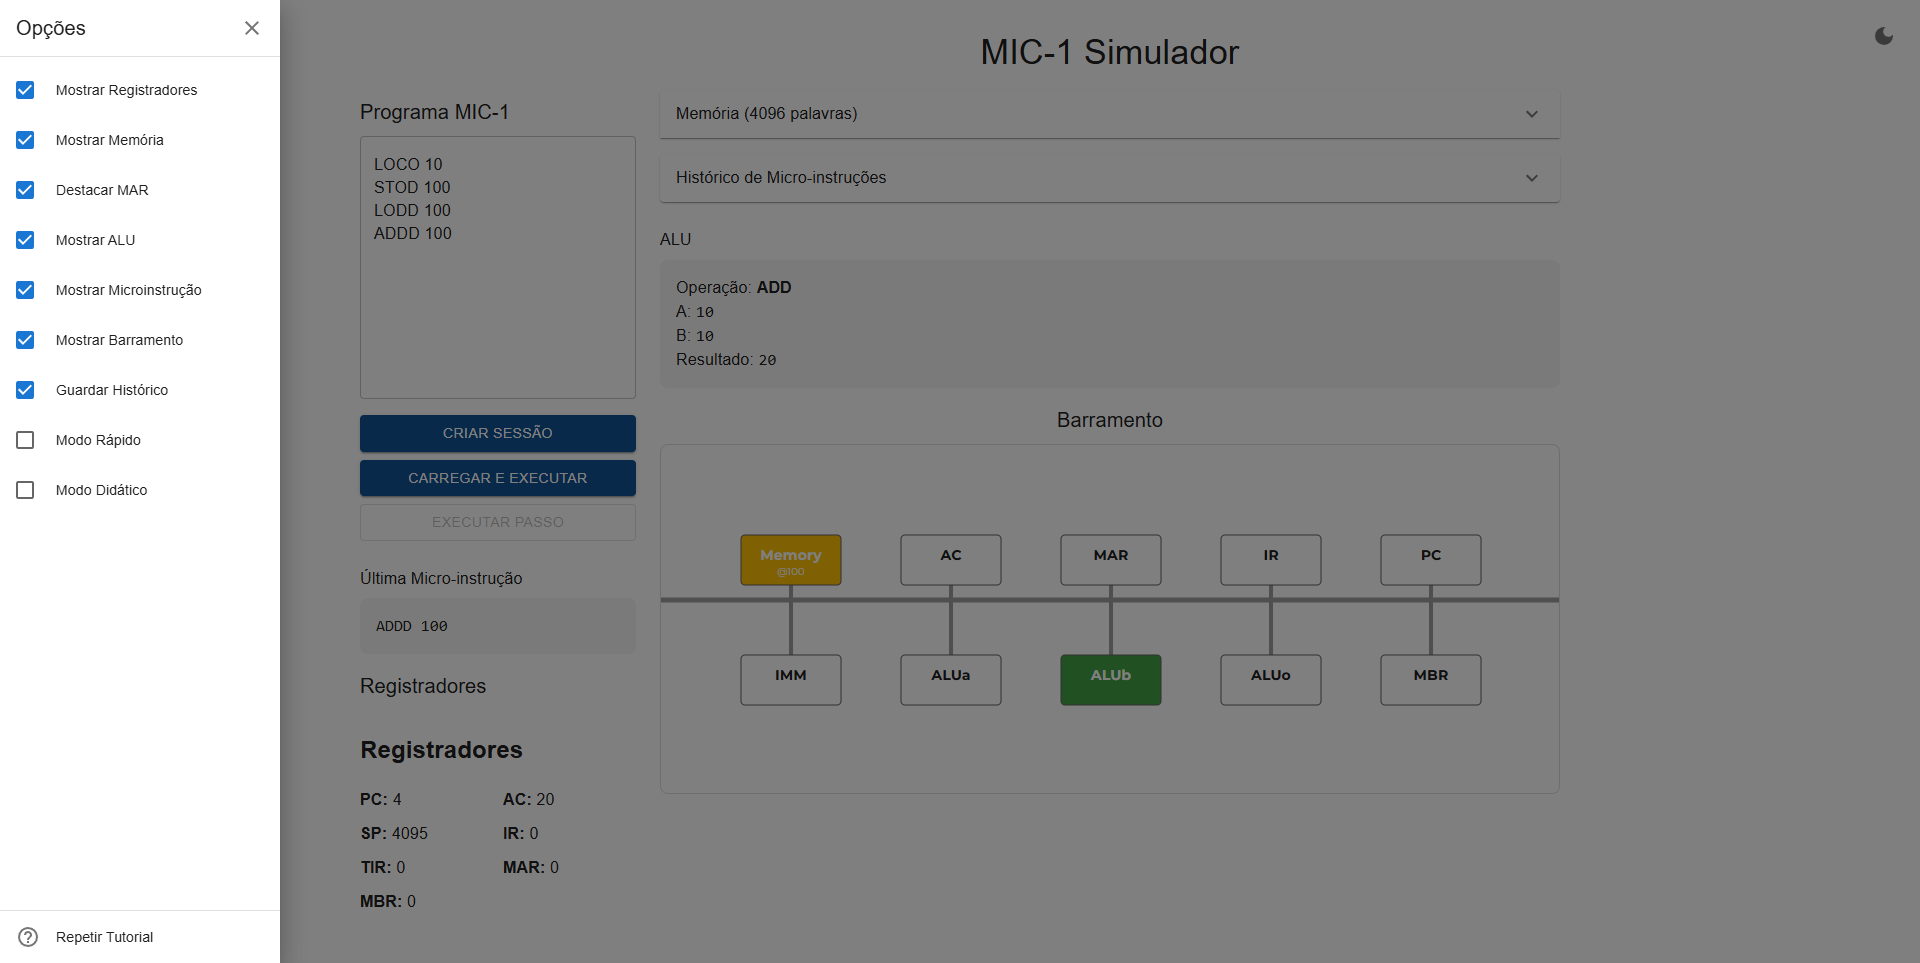 Opções
Mostrar Registradores
Mostrar Memória
Destacar MAR
Mostrar ALU
Mostrar Microinstrução
Mostrar Barramento
Guardar Histórico
Modo Rápido
Modo Didático
Repetir Tutorial
MIC-1 Simulador
Programa MIC-1
LOCO 10
STOD 100
LODD 100
ADDD 100
CRIAR SESSÃO
CARREGAR E EXECUTAR
EXECUTAR PASSO
Última Micro-instrução
ADDD 100
Registradores
Registradores
PC: 4
AC: 20
SP: 4095
IR: 0
TIR: 0
MAR: 0
MBR: 0
Memória (4096 palavras)
Histórico de Micro-instruções
ALU
Operação: ADD
A: 10
B: 10
Resultado: 20
Barramento
Memory
@100
AC
MAR
IR
PC
IMM
ALUa
ALUb
ALUo
MBR